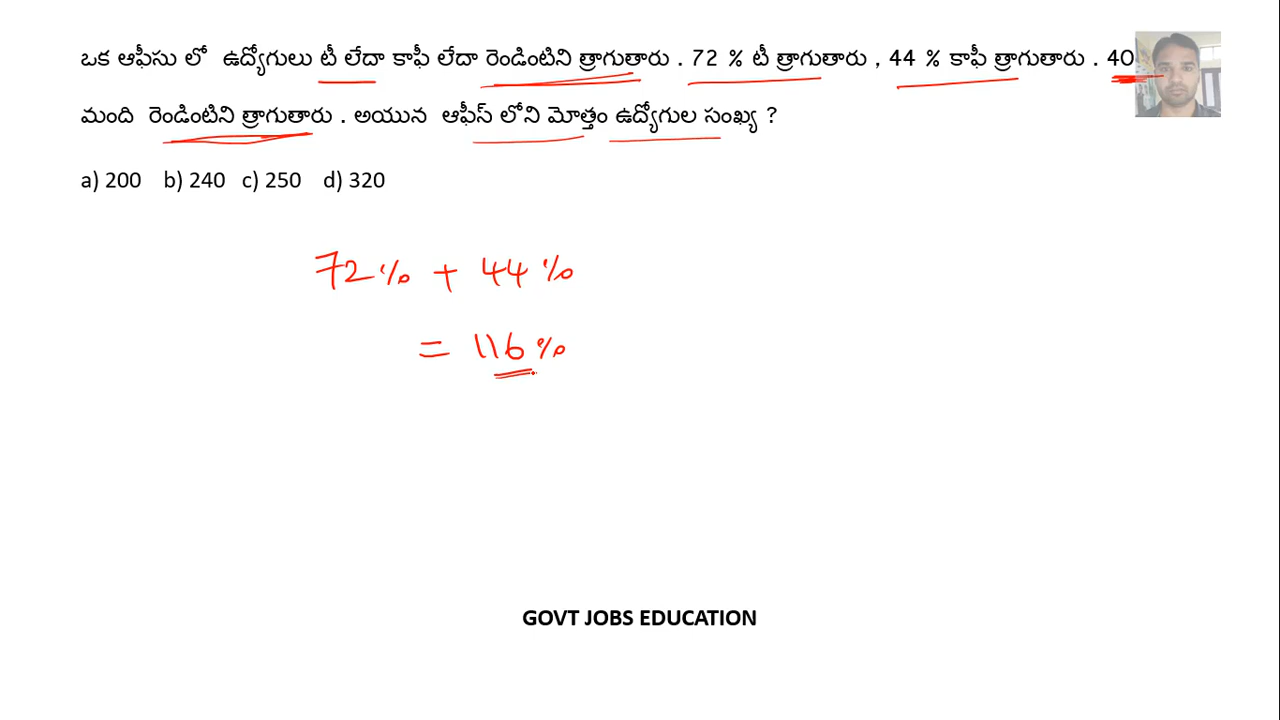 ఒక ఆఫీసు లో ఉద్యోగులు టీ లేదా కాఫీ లేదా రెండింటిని త్రాగుతారు . 72 % టీ త్రాగుతారు , 44 % కాఫీ త్రాగుతారు . 40
మంది రెండింటిని త్రాగుతారు . అయున ఆఫీస్ లోని మోత్తం ఉద్యోగుల సంఖ్య ?
a) 200 b) 240 c) 250 d) 320
72% + 44%
= 116%
GOVT JOBS EDUCATION